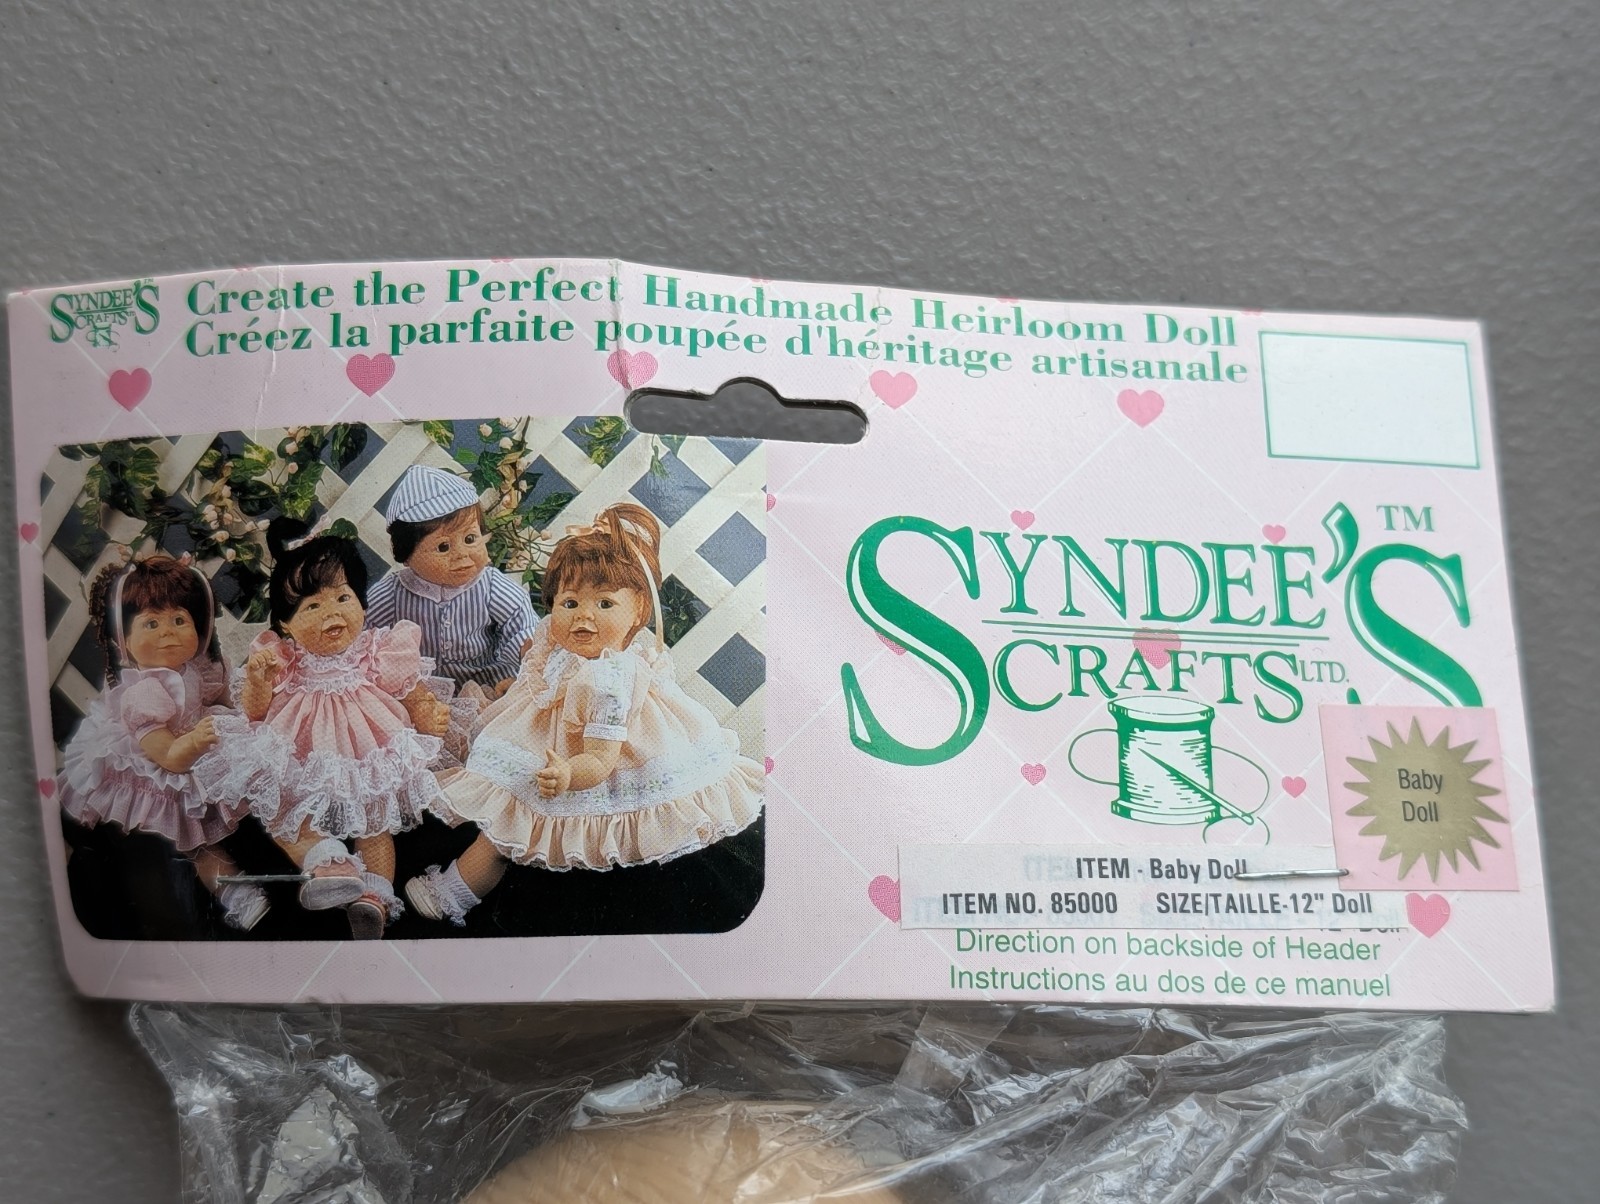 SYNDEE'S
CRAFTS
Create the Perfect Handmade Heirloom Doll
Créez la parfaite poupée d'héritage artisanale
SYNDEE'S TM
CRAFTS LTD.
Baby
Doll
ITEM - Baby Doll
ITEM NO. 85000 SIZE/TAILLE-12" Doll
Direction on backside of Header
Instructions au dos de ce manuel